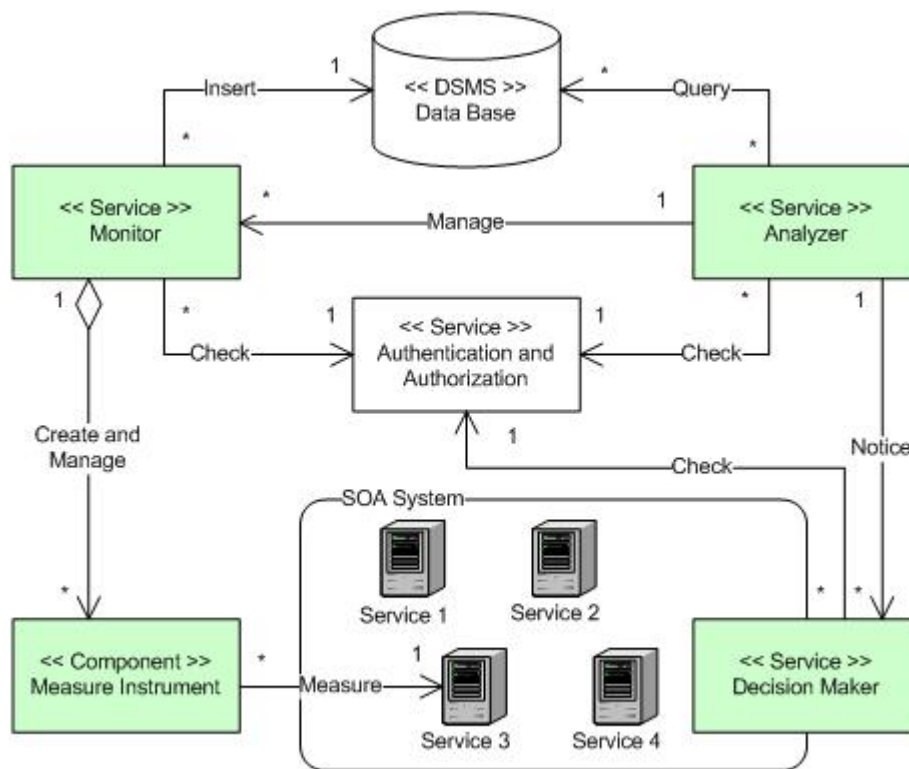 1
Insert
*
<< DSMS >>
Data Base
*
Query
*
<< Service >>
Monitor
*
Manage
1
<< Service >>
Analyzer
1
*
Check
1
<< Service >>
Authentication and
Authorization
1
*
Check
1
Create and
Manage
1
Check
Notice
SOA System
Service 1
Service 2
*
*
*
<< Component >>
Measure Instrument
*
Measure
1
Service 3
Service 4
<< Service >>
Decision Maker